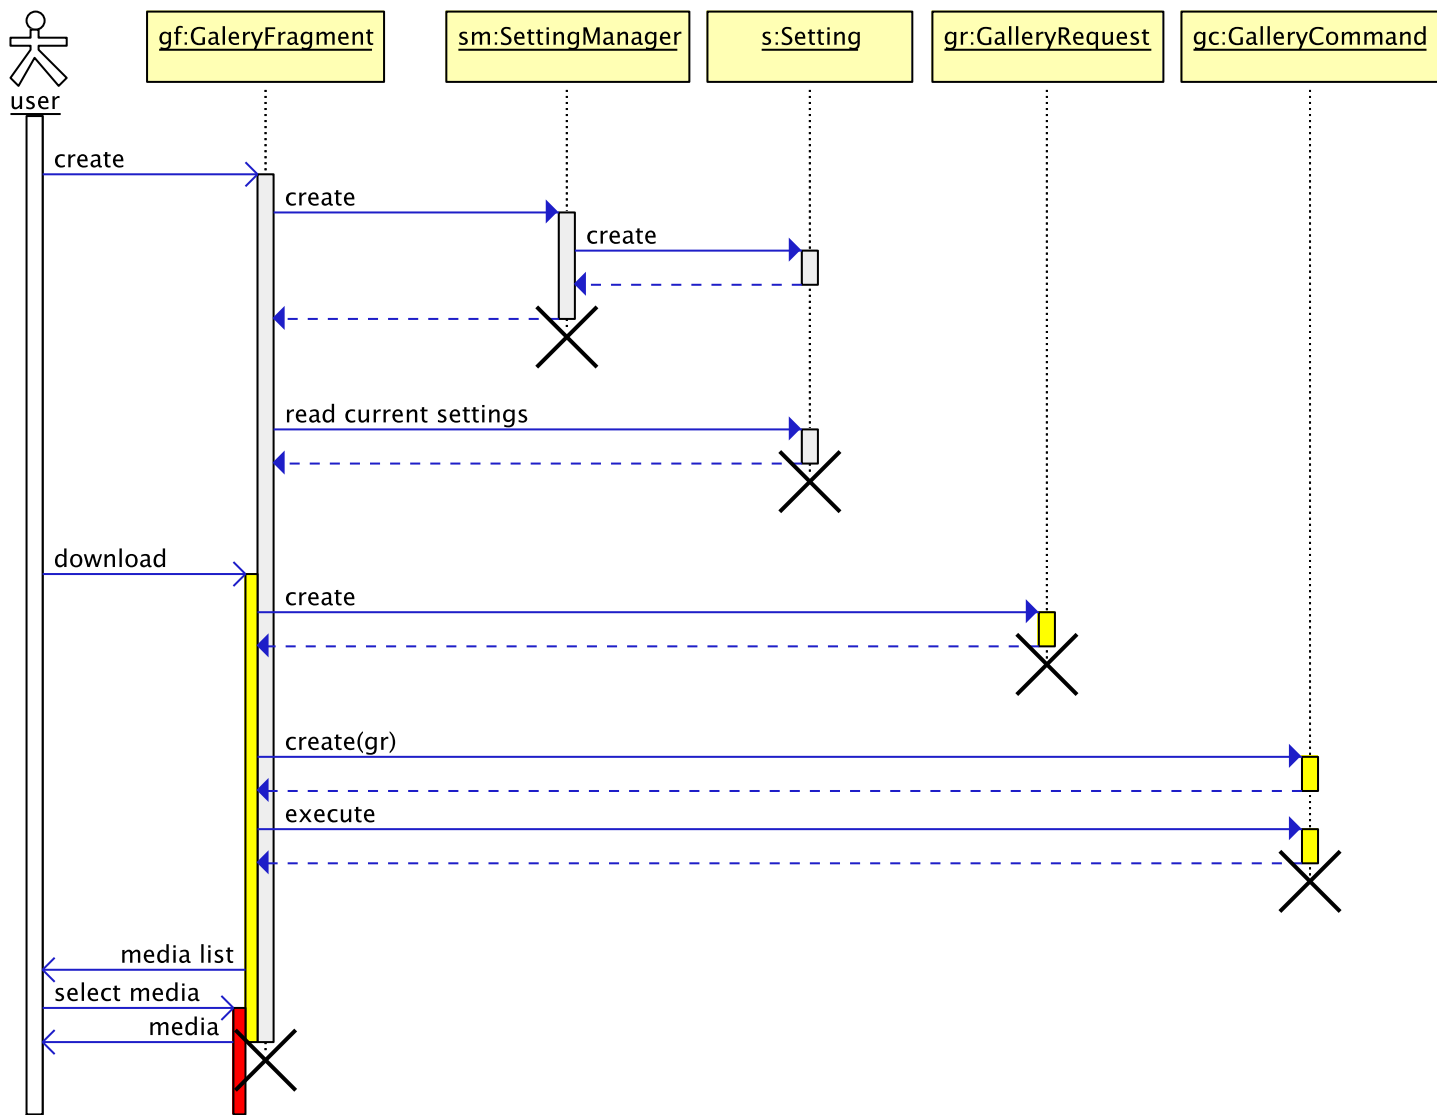 gf:GaleryFragment
sm:SettingManager
s:Setting
gr:GalleryRequest
gc:GalleryCommand
user
create
create
create
read current settings
download
create
create(gr)
execute
media list
select media
media